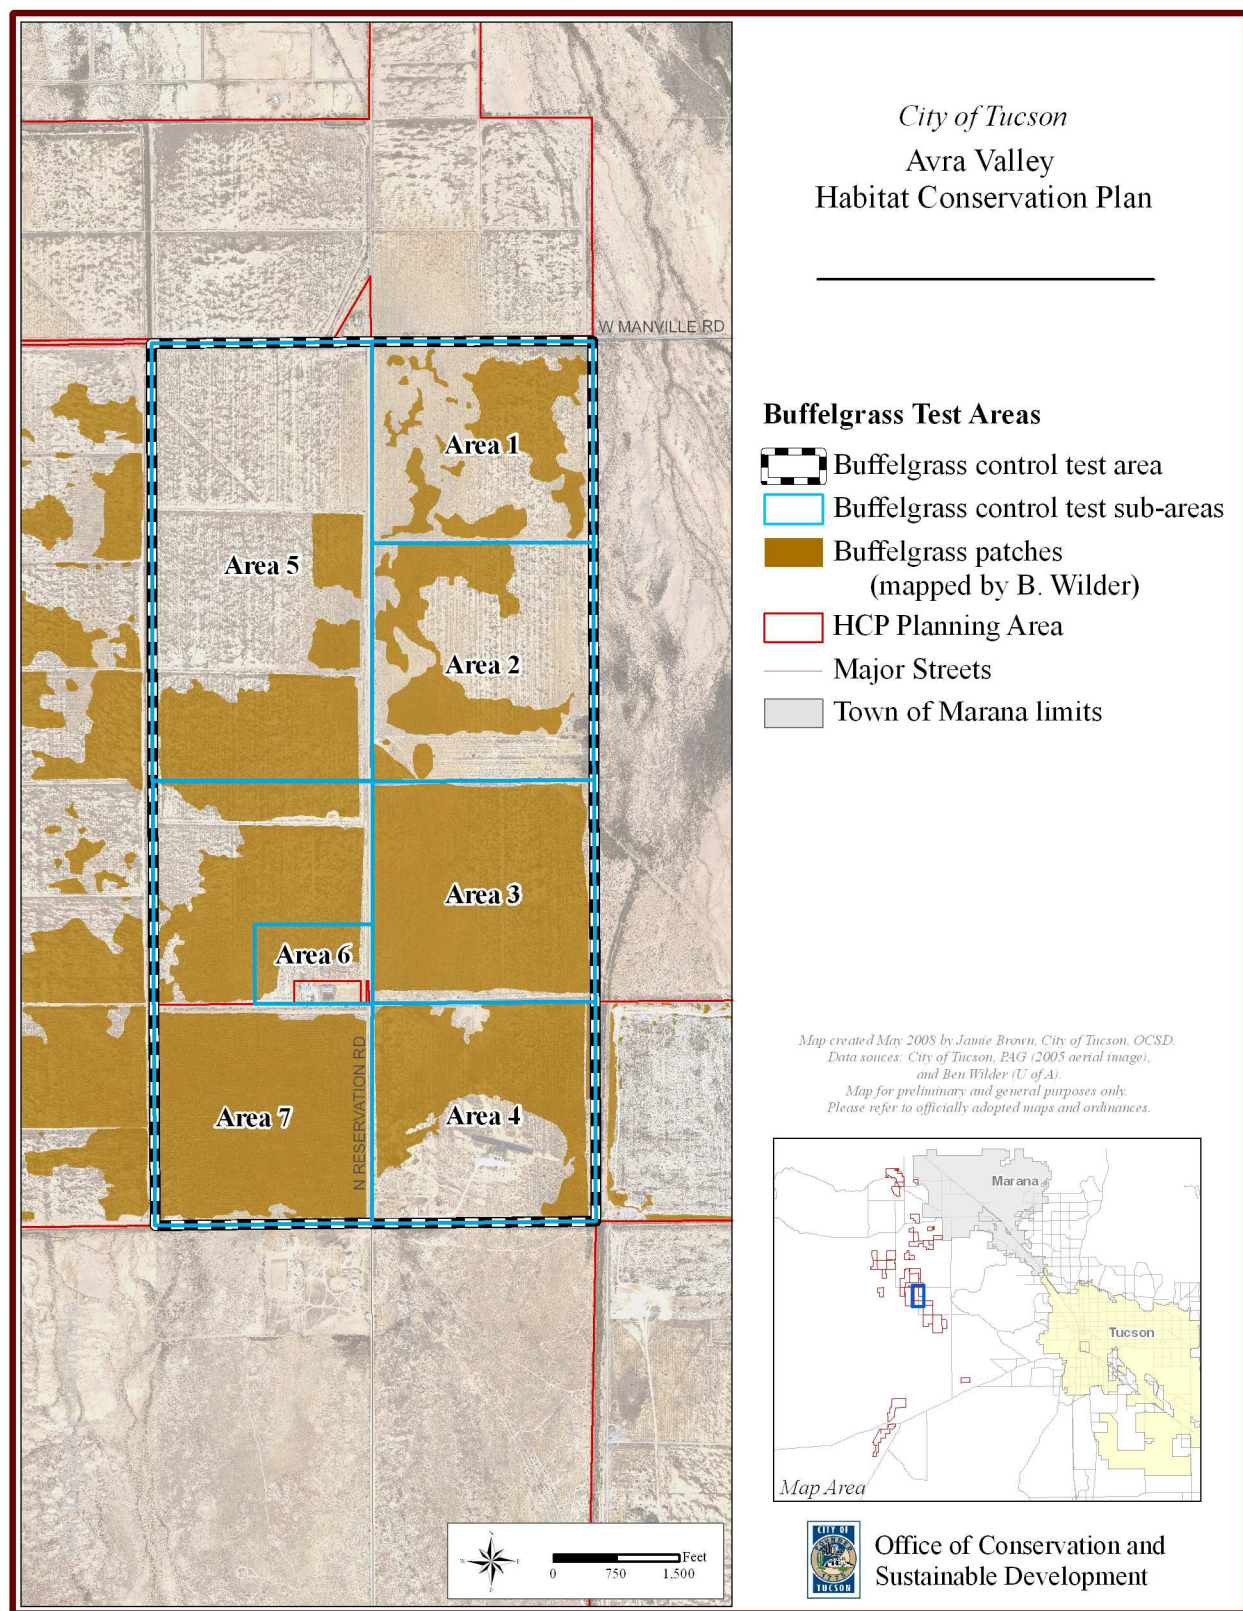 City of Tucson
Avra Valley
Habitat Conservation Plan
W MANVILLE RD
Area 1
Area 5
Area 2
Area 3
Area 6
Area 7
Area 4
N RESERVATION RD
Buffelgrass Test Areas
Buffelgrass control test area
Buffelgrass control test sub-areas
Buffelgrass patches
(mapped by B. Wilder)
HCP Planning Area
Major Streets
Town of Marana limits
Map created May 2008 by Jamie Brown, City of Tucson, OCSD.
Data souces: City of Tucson, PAG (2005 aerial image),
and Ben Wilder (U of A).
Map for preliminary and general purposes only.
Please refer to officially adopted maps and ordinances.
Marana
Tucson
Map Area
N
W E
S
Feet
0 750 1,500
CITY OF
TUCSON
Office of Conservation and
Sustainable Development